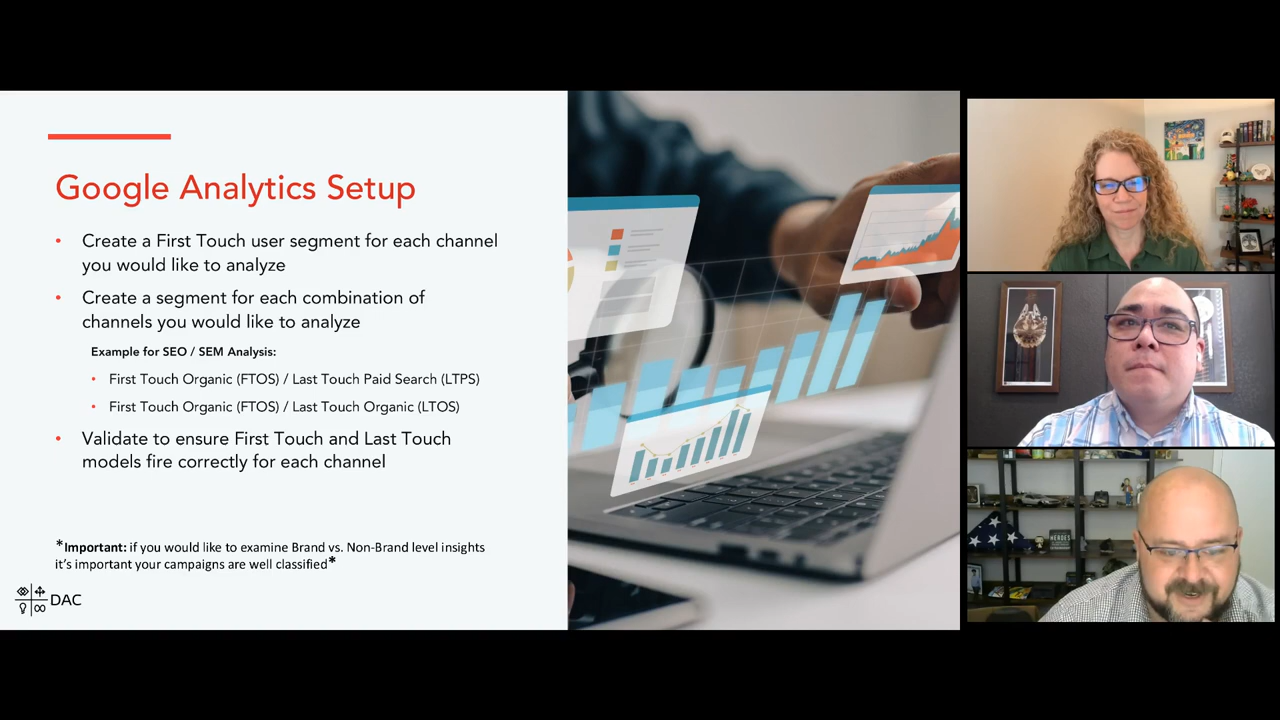 Google Analytics Setup
• Create a First Touch user segment for each channel
you would like to analyze
• Create a segment for each combination of
channels you would like to analyze
Example for SEO / SEM Analysis:
• First Touch Organic (FTOS) / Last Touch Paid Search (LTPS)
• First Touch Organic (FTOS) / Last Touch Organic (LTOS)
• Validate to ensure First Touch and Last Touch
models fire correctly for each channel
*Important: if you would like to examine Brand vs. Non-Brand level insights
it's important your campaigns are well classified*
DAC
HEROES